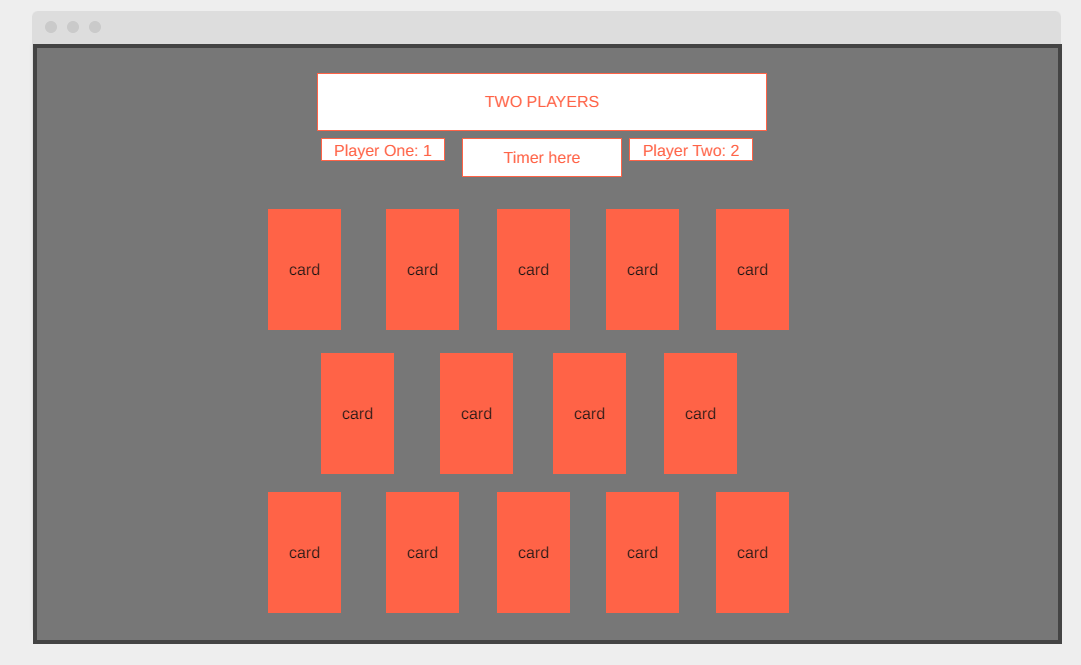 TWO PLAYERS
Player One: 1
Timer here
Player Two: 2
card card card card card
card card card card
card card card card card